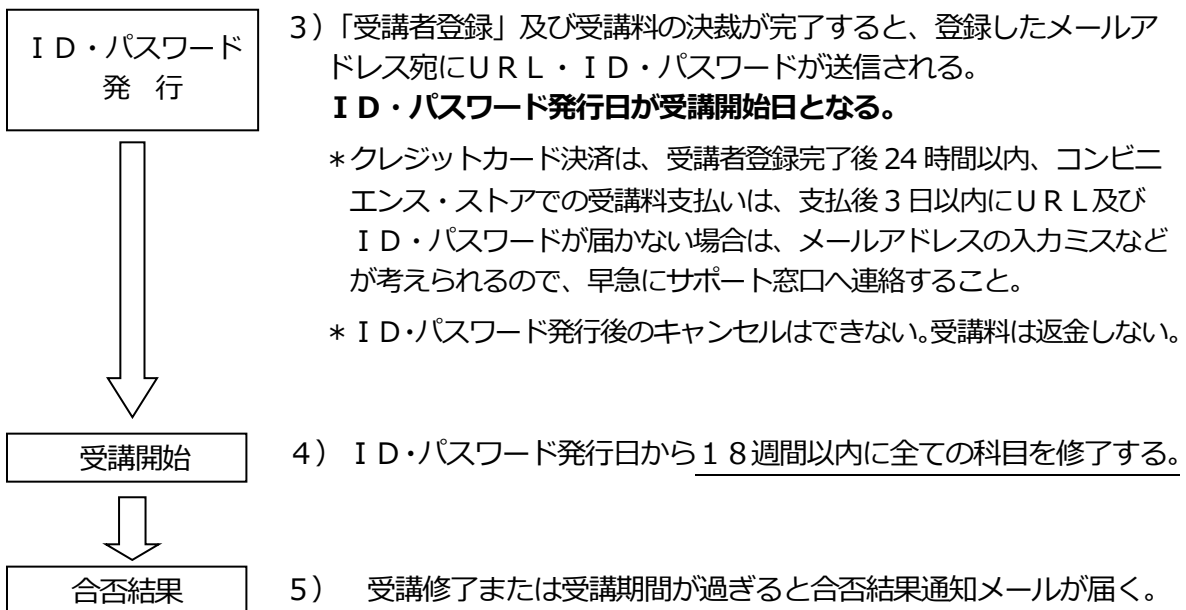 ＩＤ・パスワード
発　行
３）「受講者登録」及び受講料の決裁が完了すると、登録したメールア
ドレス宛にＵＲＬ・ＩＤ・パスワードが送信される。
ＩＤ・パスワード発行日が受講開始日となる。
＊クレジットカード決済は、受講者登録完了後 24 時間以内、コンビニ
エンス・ストアでの受講料支払いは、支払後 3 日以内にＵＲＬ及び
ＩＤ・パスワードが届かない場合は、メールアドレスの入力ミスなど
が考えられるので、早急にサポート窓口へ連絡すること。
＊ＩＤ･パスワード発行後のキャンセルはできない。受講料は返金しない。
受講開始
４）　ＩＤ･パスワード発行日から１８週間以内に全ての科目を修了する。
合否結果
５）　受講修了または受講期間が過ぎると合否結果通知メールが届く。